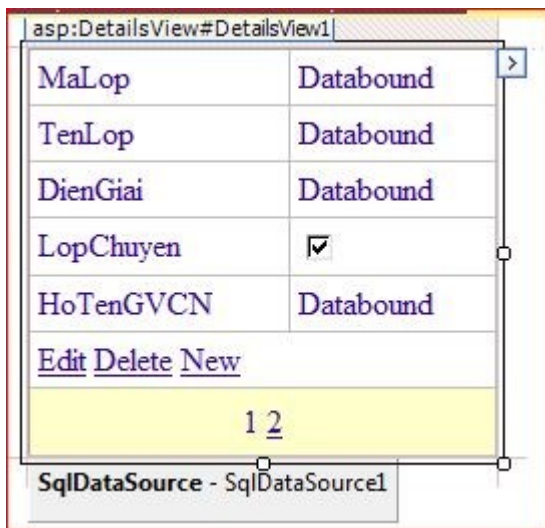 asp:DetailsView#DetailsView1
MaLop Databound
TenLop Databound
DienGiai Databound
LopChuyen
HoTenGVCN Databound
Edit Delete New
1 2
SqlDataSource - SqlDataSource1